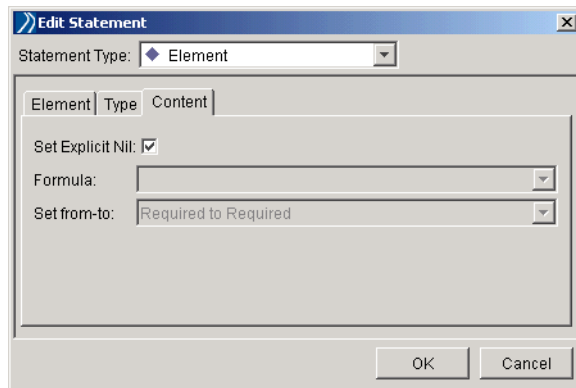 Edit Statement
Statement Type: Element
Element Type Content
Set Explicit Nil:
Formula:
Set from-to: Required to Required
OK Cancel